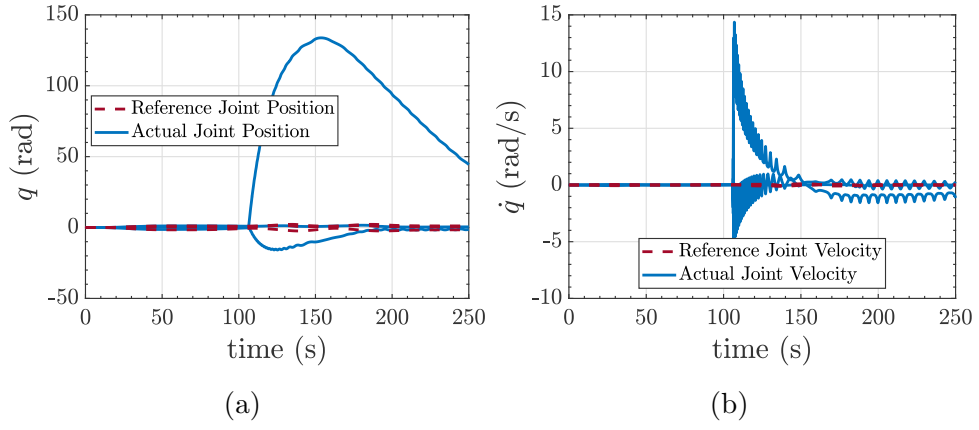 150
100
50
0
-50
q (rad)
Reference Joint Position
Actual Joint Position
0 50 100 150 200 250
time (s)
(a)
15
10
5
0
-5
-10
q̇ (rad/s)
Reference Joint Velocity
Actual Joint Velocity
0 50 100 150 200 250
time (s)
(b)